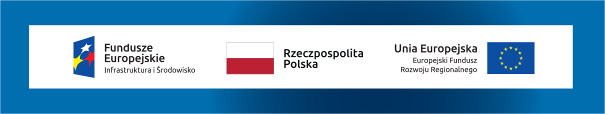 Fundusze
Europejskie
Infrastruktura i Środowisko
Rzeczpospolita
Polska
Unia Europejska
Europejski Fundusz
Rozwoju Regionalnego